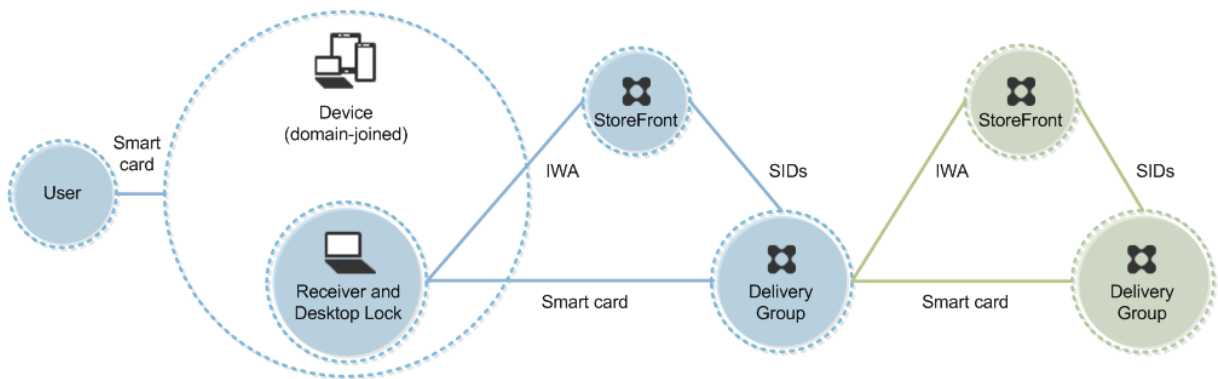 User
Smart
card
Device
(domain-joined)
Receiver and
Desktop Lock
IWA
StoreFront
SIDs
Smart card
Delivery
Group
IWA
StoreFront
SIDs
Smart card
Delivery
Group